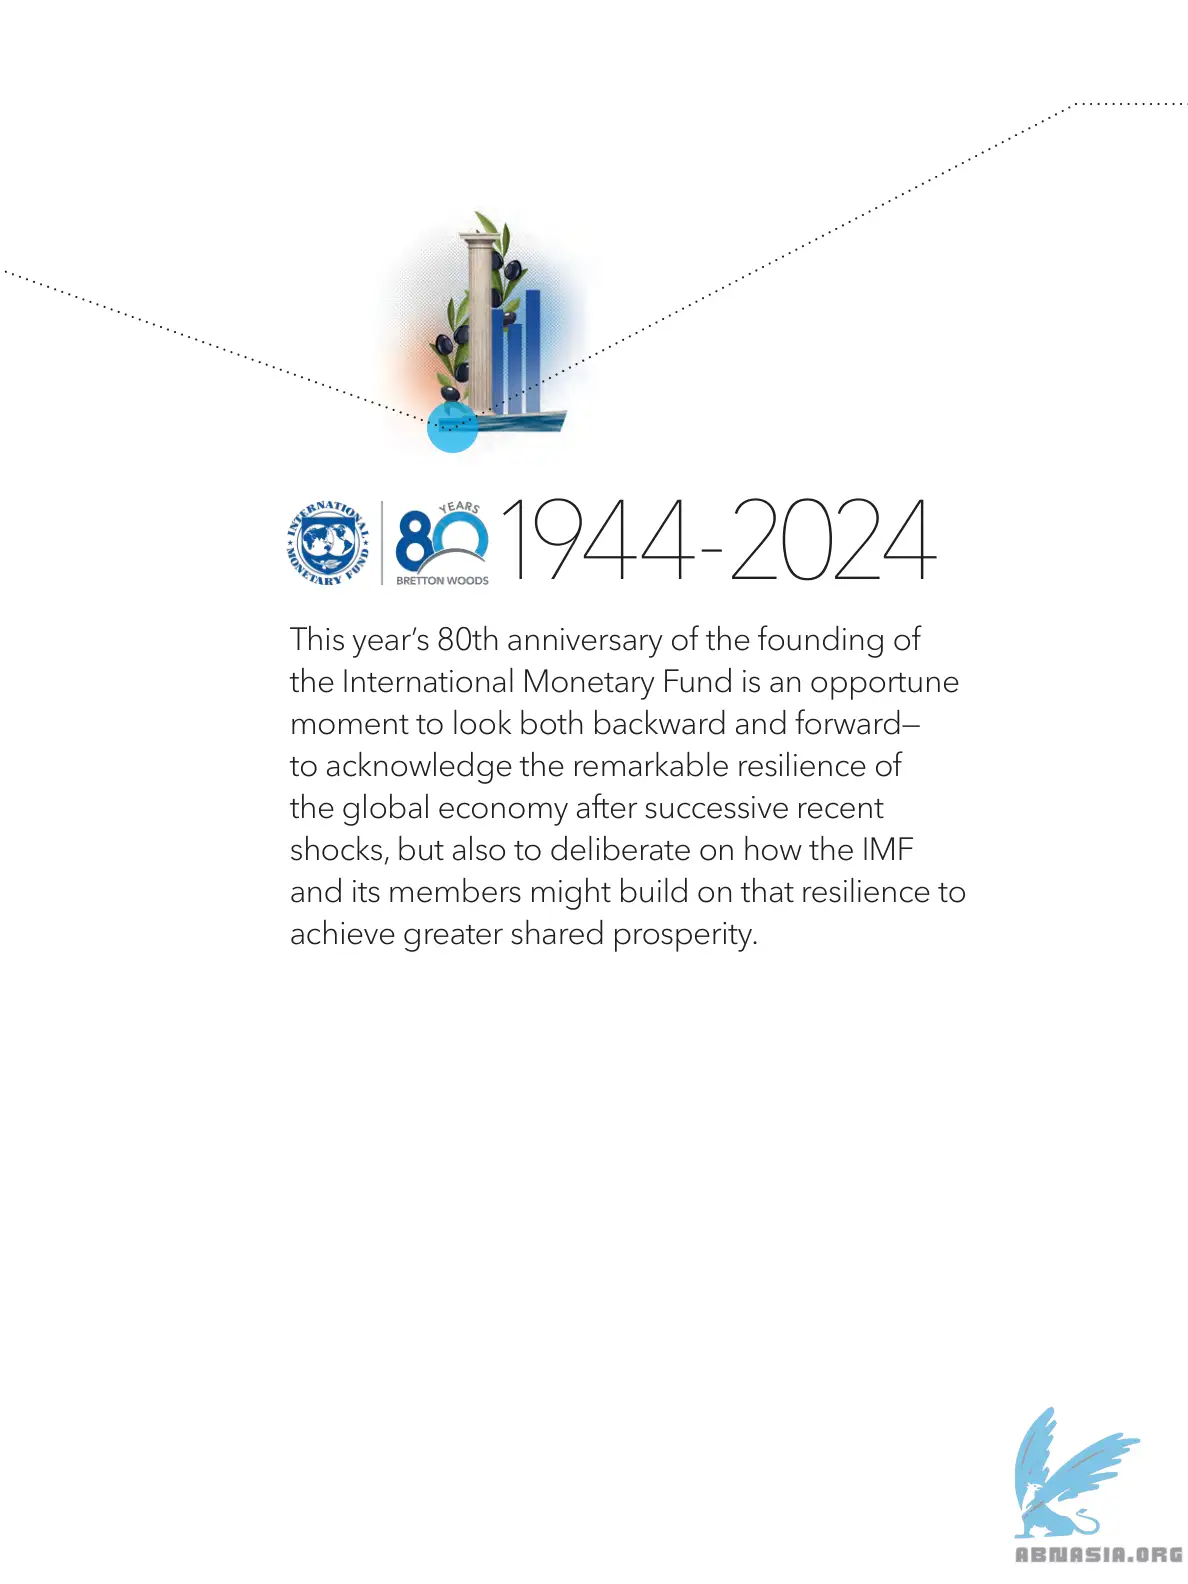 INTERNATIONAL MONETARY FUND
80 YEARS
BRETTON WOODS
1944-2024
This year’s 80th anniversary of the founding of
the International Monetary Fund is an opportune
moment to look both backward and forward—
to acknowledge the remarkable resilience of
the global economy after successive recent
shocks, but also to deliberate on how the IMF
and its members might build on that resilience to
achieve greater shared prosperity.
ABNASIA.ORG